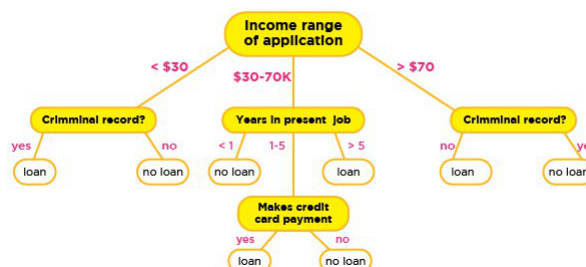 Income range
of application
< $30
$30-70K
> $70
Crimminal record?
Years in present job
Crimminal record?
yes
no
< 1
1-5
> 5
no
loan
no loan
no loan
loan
loan
no loan
Makes credit
card payment
yes
no
loan
no loan